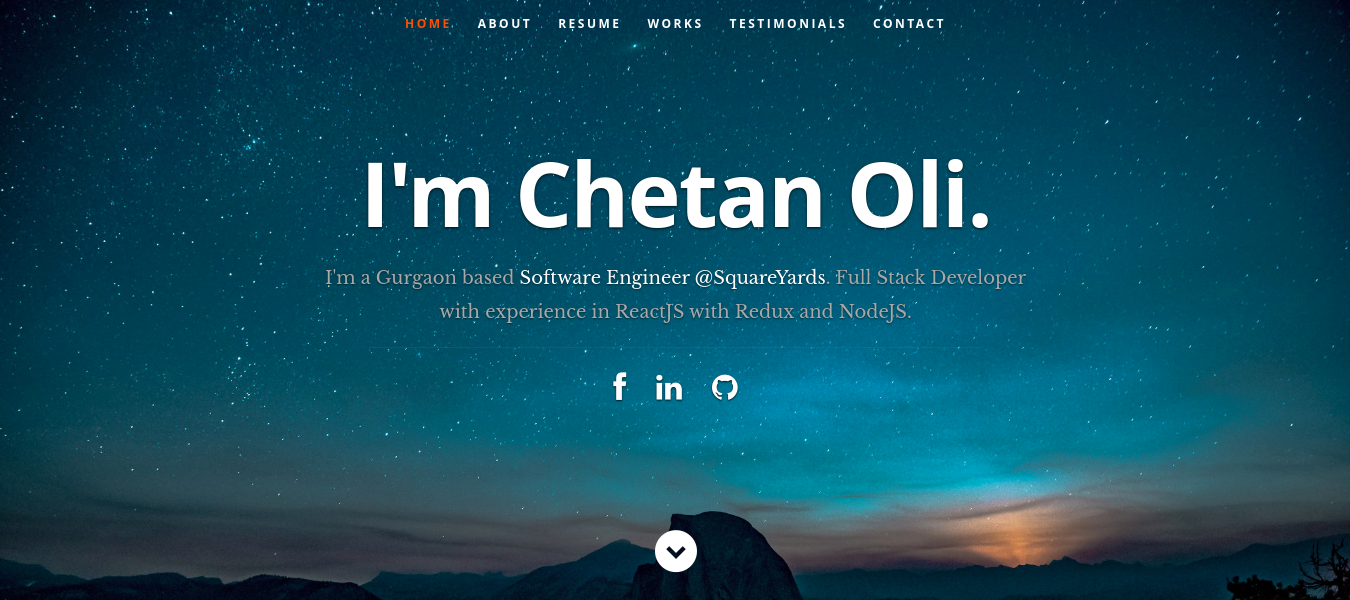 HOME ABOUT RESUME WORKS TESTIMONIALS CONTACT
I'm Chetan Oli.
I'm a Gurgaon based Software Engineer @SquareYards. Full Stack Developer
with experience in ReactJS with Redux and NodeJS.